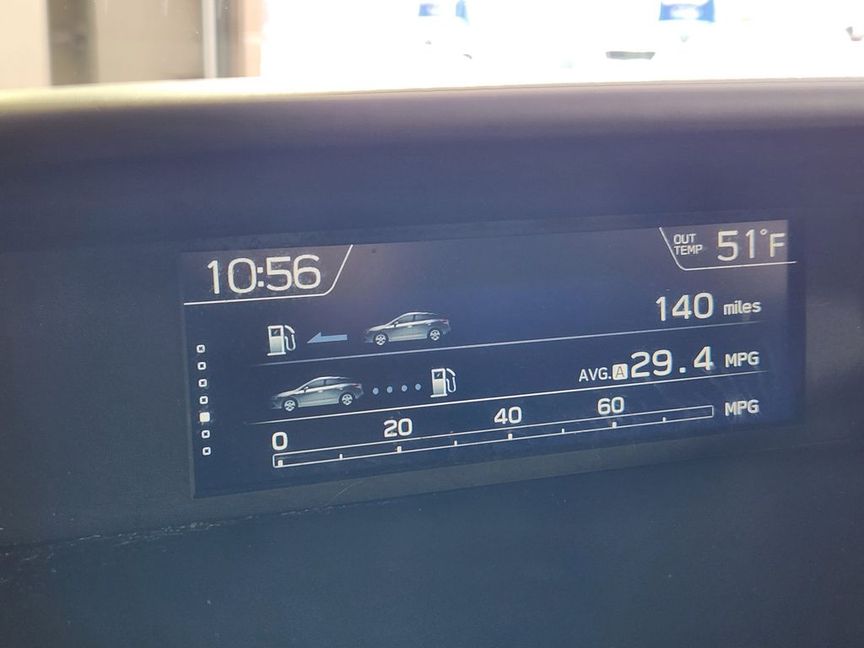 10:56
OUT TEMP 51°F
140 miles
AVG. A 29.4 MPG
0 20 40 60 MPG